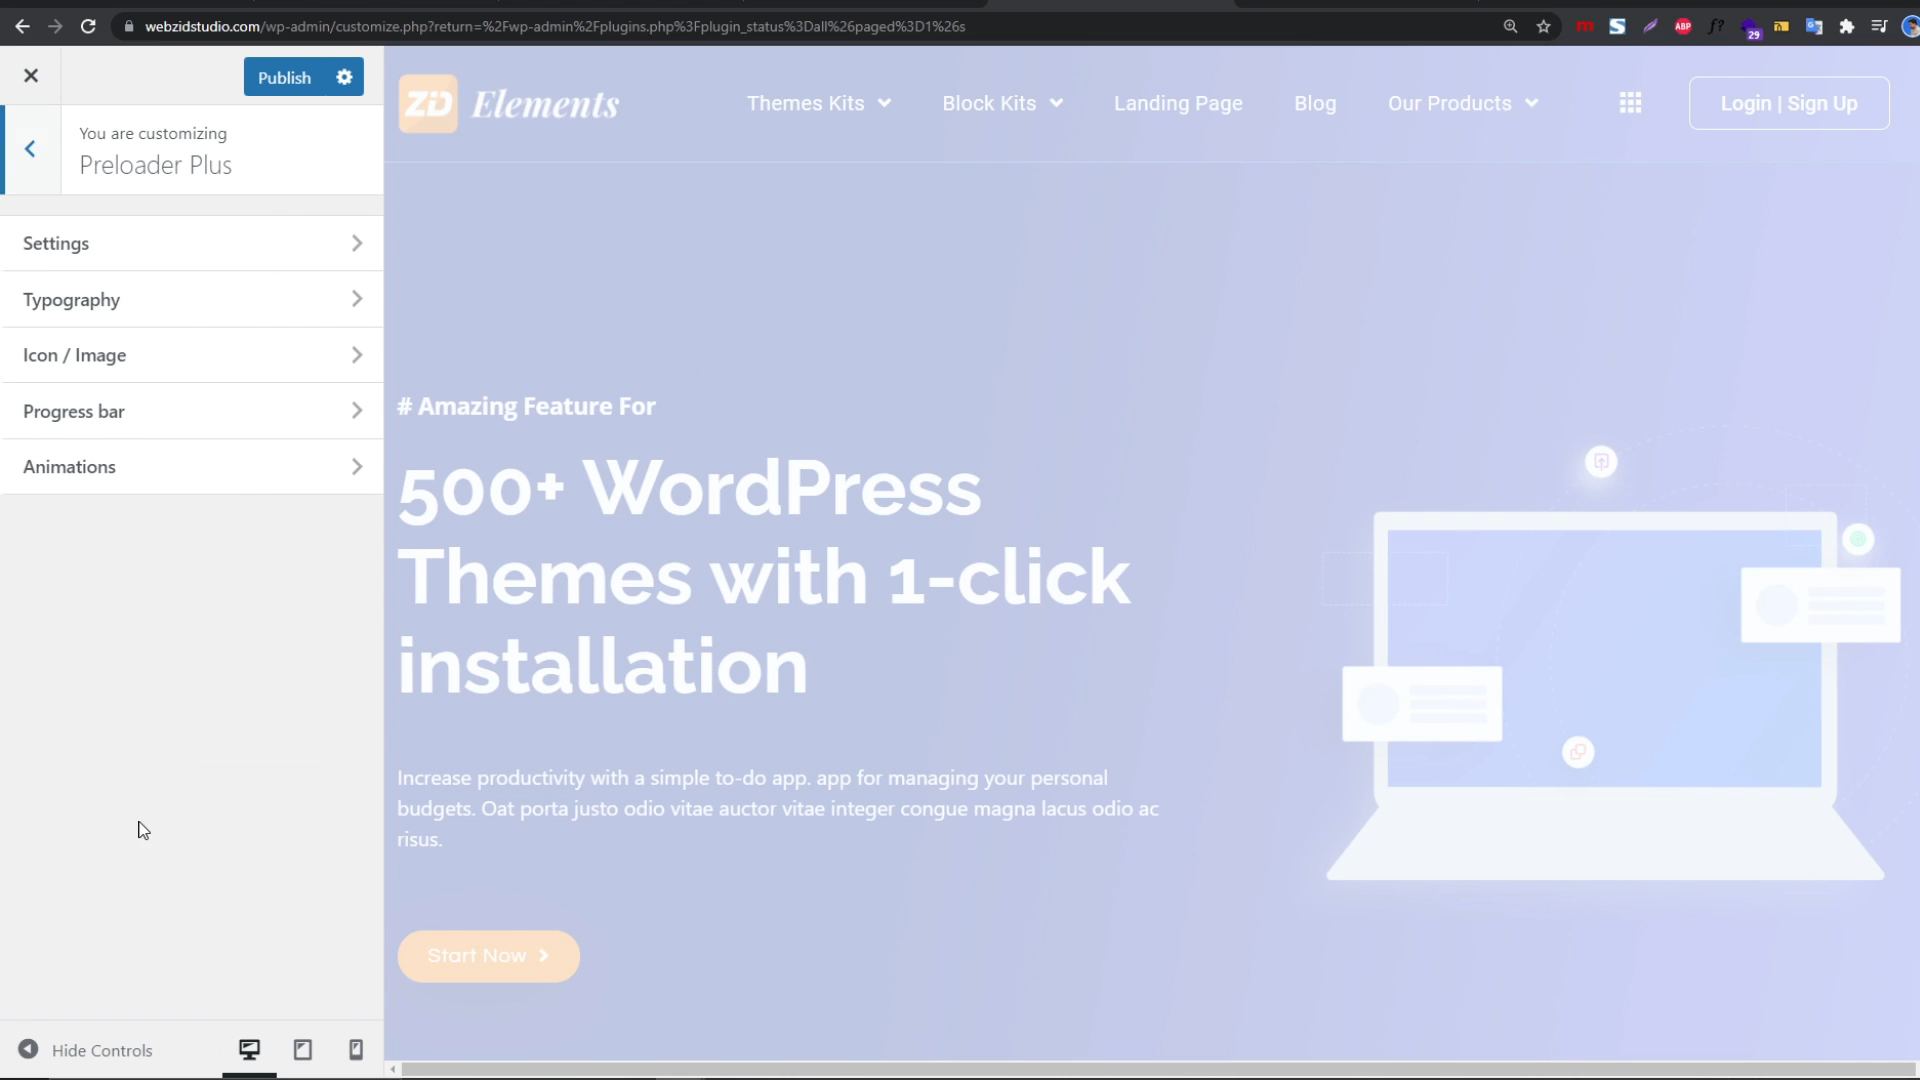 webzidstudio.com/wp-admin/customize.php?return=%2Fwp-admin%2Fplugins.php%3Fplugin_status%3Dall%26paged%3D1%26s
ABP
f?
29
Publish
You are customizing
Preloader Plus
Settings
Typography
Icon / Image
Progress bar
Animations
Hide Controls
ZD Elements
Themes Kits
Block Kits
Landing Page
Blog
Our Products
Login | Sign Up
# Amazing Feature For
500+ WordPress
Themes with 1-click
installation
Increase productivity with a simple to-do app. app for managing your personal
budgets. Oat porta justo odio vitae auctor vitae integer congue magna lacus odio ac
risus.
Start Now